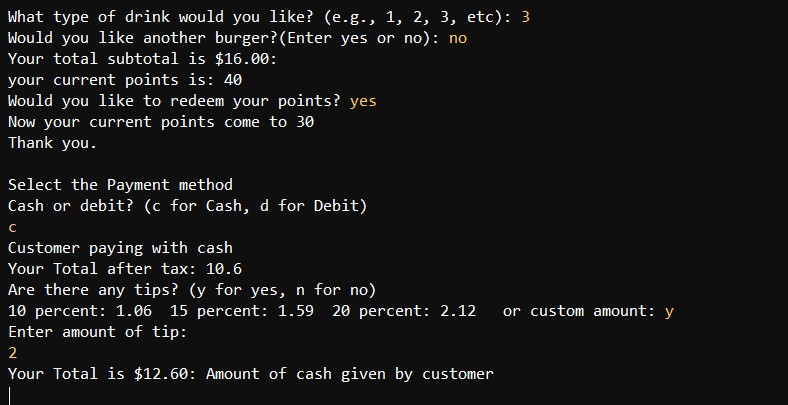 What type of drink would you like? (e.g., 1, 2, 3, etc): 3
Would you like another burger?(Enter yes or no): no
Your total subtotal is $16.00:
your current points is: 40
Would you like to redeem your points? yes
Now your current points come to 30
Thank you.
Select the Payment method
Cash or debit? (c for Cash, d for Debit)
c
Customer paying with cash
Your Total after tax: 10.6
Are there any tips? (y for yes, n for no)
10 percent: 1.06  15 percent: 1.59  20 percent: 2.12   or custom amount: y
Enter amount of tip:
2
Your Total is $12.60: Amount of cash given by customer